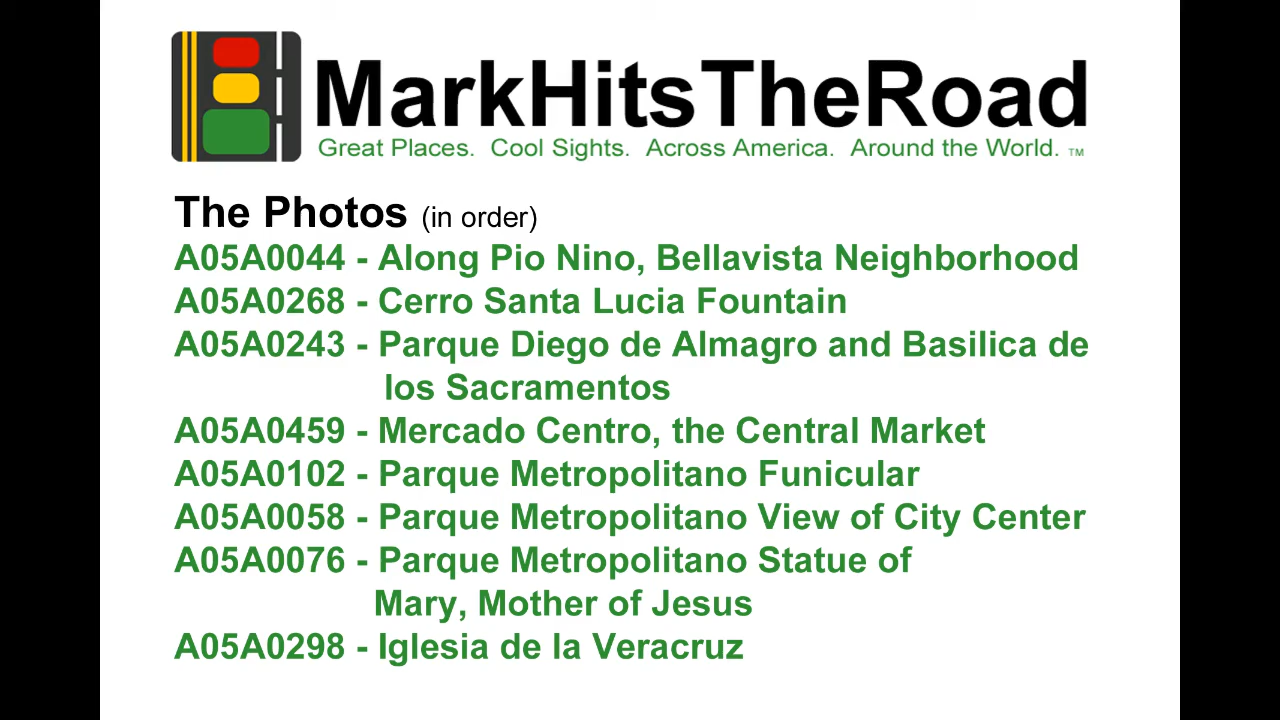 MarkHitsTheRoad
Great Places. Cool Sights. Across America. Around the World. ™
The Photos (in order)
A05A0044 - Along Pio Nino, Bellavista Neighborhood
A05A0268 - Cerro Santa Lucia Fountain
A05A0243 - Parque Diego de Almagro and Basilica de
los Sacramentos
A05A0459 - Mercado Centro, the Central Market
A05A0102 - Parque Metropolitano Funicular
A05A0058 - Parque Metropolitano View of City Center
A05A0076 - Parque Metropolitano Statue of
Mary, Mother of Jesus
A05A0298 - Iglesia de la Veracruz